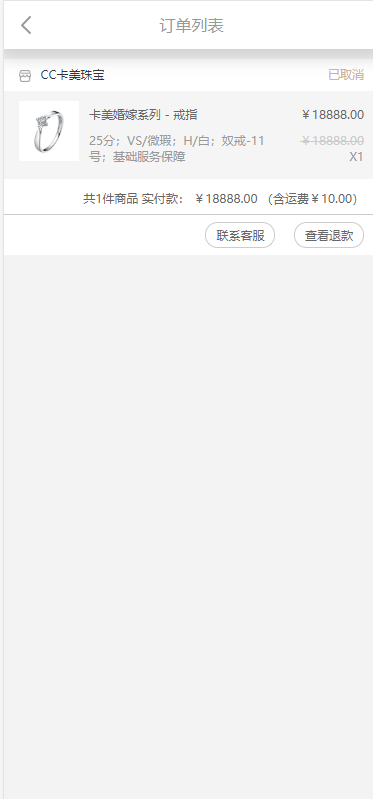 订单列表
CC卡美珠宝 已取消
卡美婚嫁系列 - 戒指 ￥18888.00
25分；VS/微瑕；H/白；奴戒-11 ￥18888.00
号；基础服务保障 X1
共1件商品 实付款： ￥18888.00 （含运费￥10.00）
联系客服 查看退款